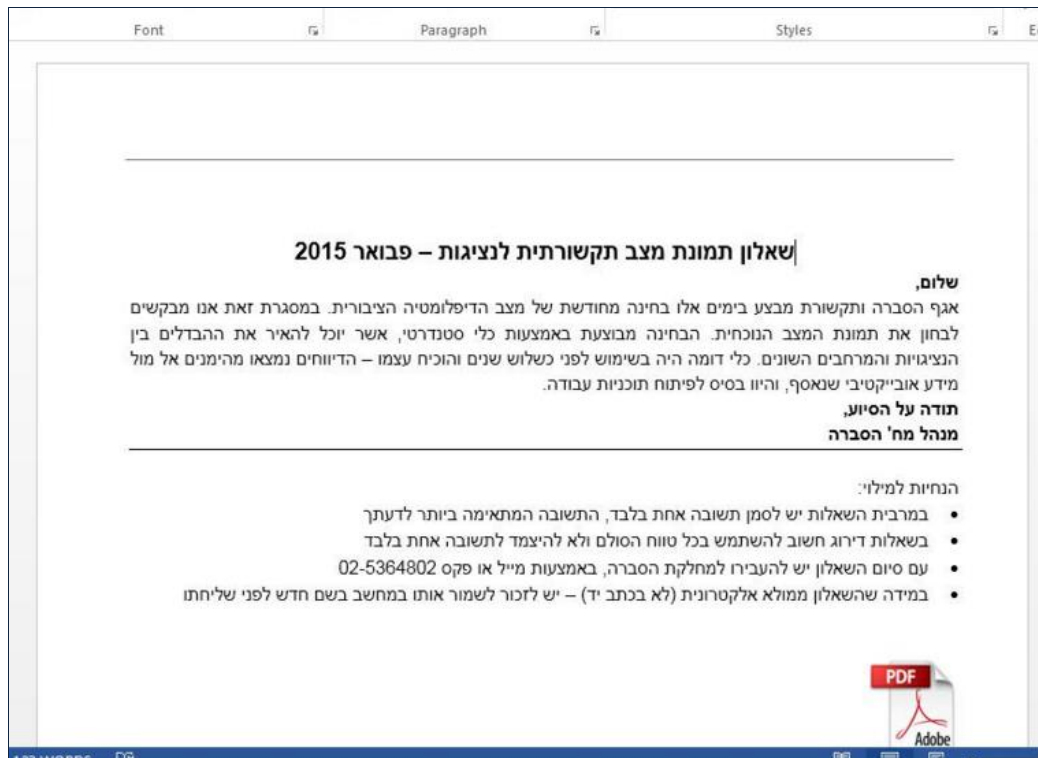 Font Paragraph Styles
שאלון תמונת מצב תקשורתית לנציגות – פבואר 2015
שלום,
אגף הסברה ותקשורת מבצע בימים אלו בחינה מחודשת של מצב הדיפלומטיה הציבורית. במסגרת זאת אנו מבקשים
לבחון את תמונת המצב הנוכחית. הבחינה מבוצעת באמצעות כלי סטנדרטי, אשר יוכל להאיר את ההבדלים בין
הנציגויות והמרחבים השונים. כלי דומה היה בשימוש לפני כשלוש שנים והוכיח עצמו – הדיווחים נמצאו מהימנים אל מול
מידע אובייקטיבי שנאסף, והיוו בסיס לפיתוח תוכניות עבודה.
תודה על הסיוע,
מנהל מח' הסברה
הנחיות למילוי:
• במרבית השאלות יש לסמן תשובה אחת בלבד, התשובה המתאימה ביותר לדעתך
• בשאלות דירוג חשוב להשתמש בכל טווח הסולם ולא להיצמד לתשובה אחת בלבד
• עם סיום השאלון יש להעבירו למחלקת הסברה, באמצעות מייל או פקס 02-5364802
• במידה שהשאלון ממולא אלקטרונית (לא בכתב יד) – יש לזכור לשמור אותו במחשב בשם חדש לפני שליחתו
PDF
Adobe